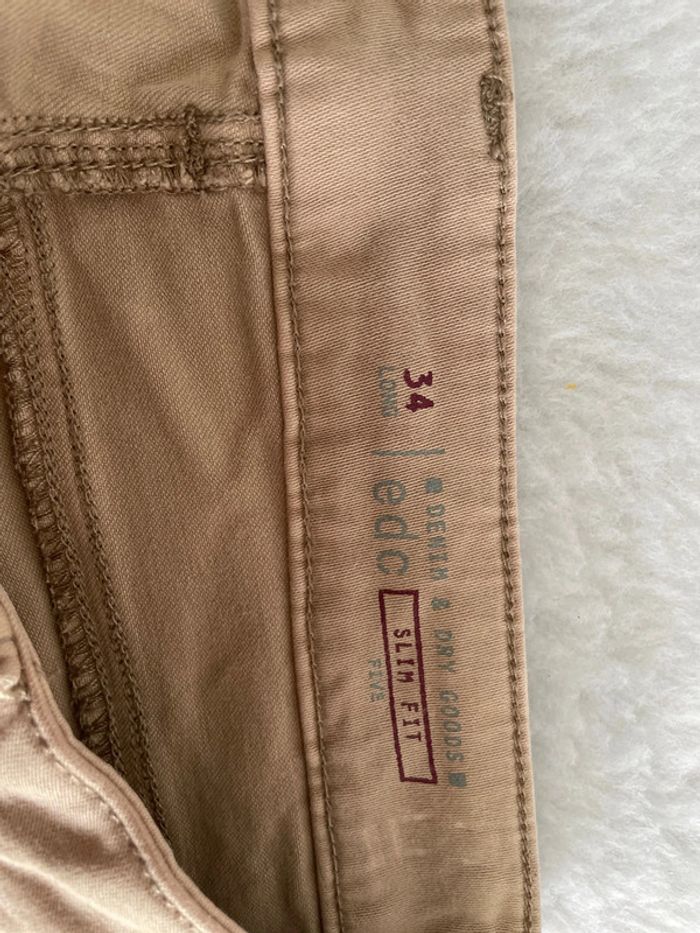 34
LONG
DENIM & DRY GOODS
edc
SLIM FIT
FIVE